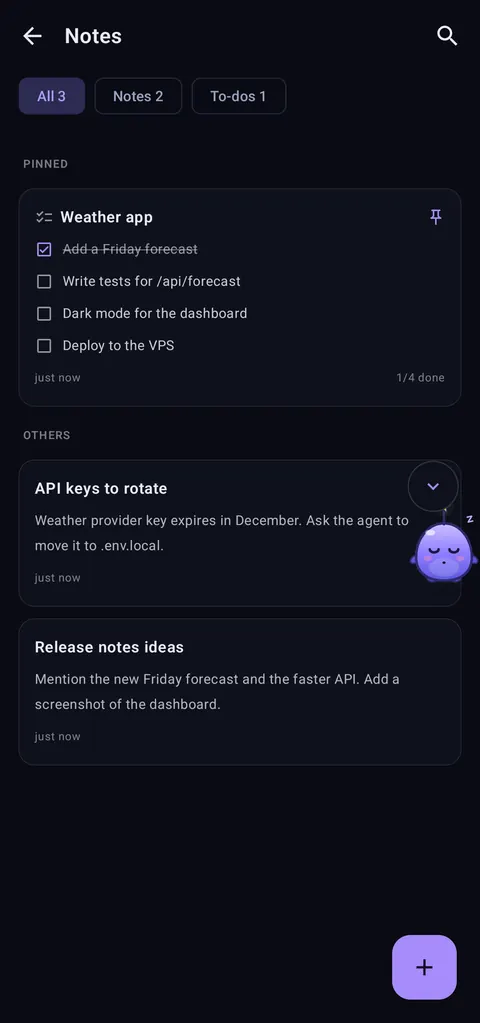 Notes
All 3
Notes 2
To-dos 1
PINNED
Weather app
Add a Friday forecast
Write tests for /api/forecast
Dark mode for the dashboard
Deploy to the VPS
just now
1/4 done
OTHERS
API keys to rotate
Weather provider key expires in December. Ask the agent to
move it to .env.local.
just now
z
Release notes ideas
Mention the new Friday forecast and the faster API. Add a
screenshot of the dashboard.
just now